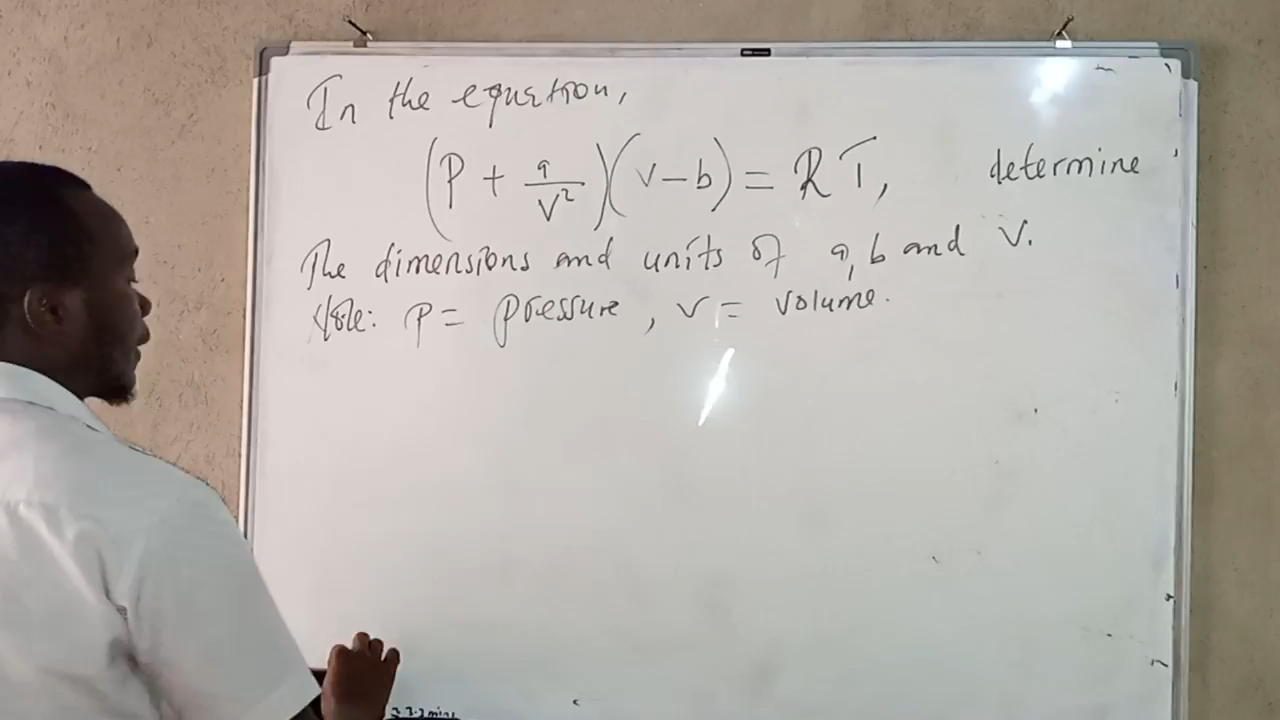 In the equation,
(P + a/V²)(V-b) = RT, determine
The dimensions and units of a, b and V.
Note: P = pressure, V = volume.